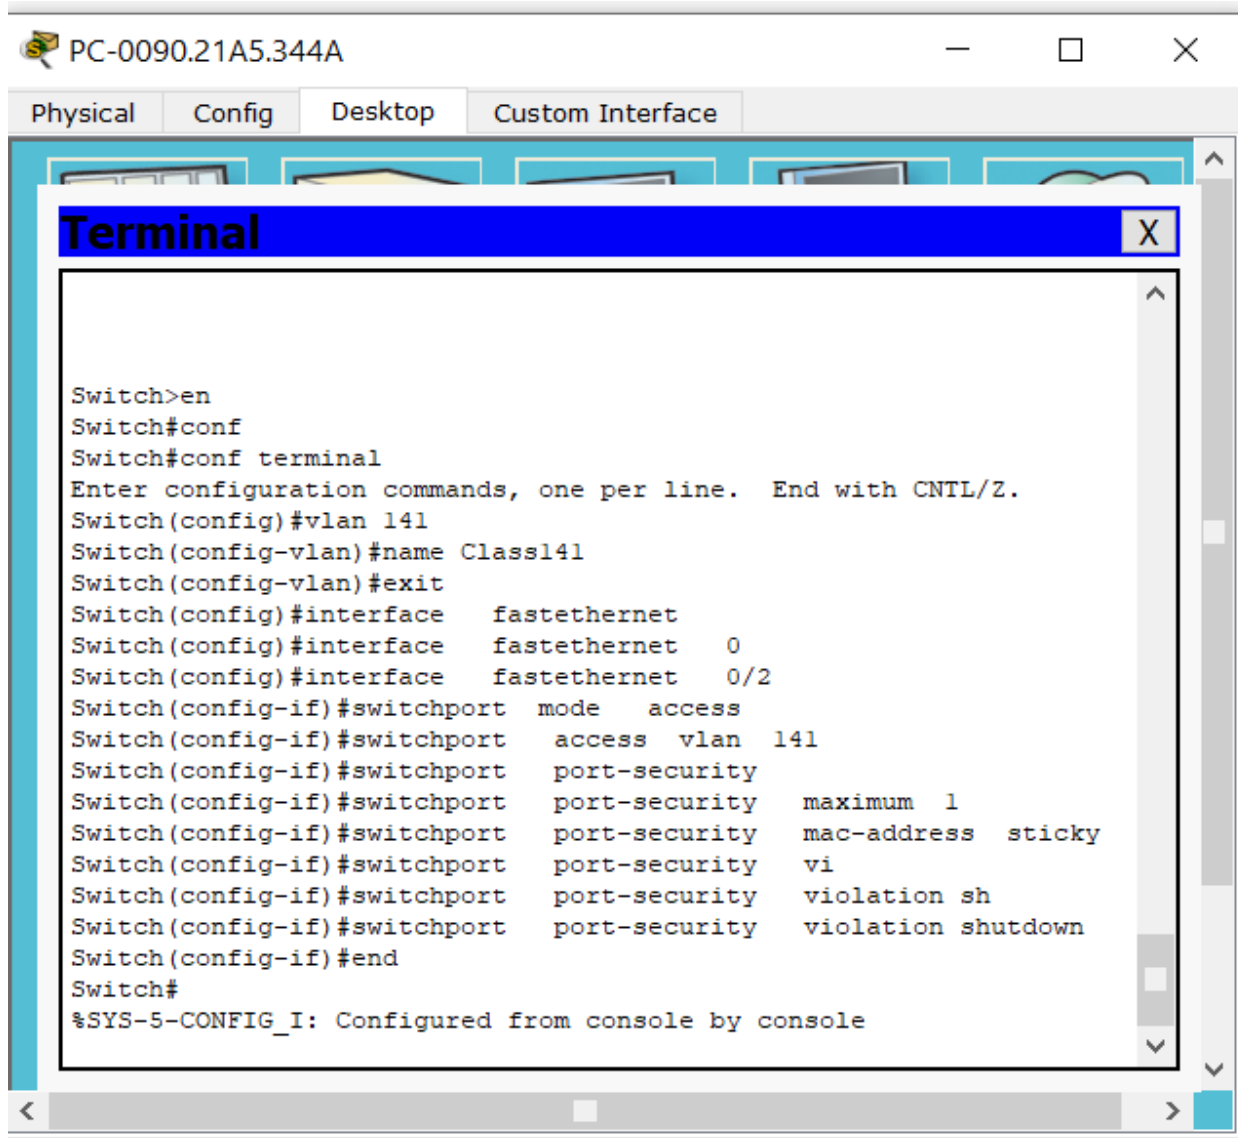 PC-0090.21A5.344A
Physical Config Desktop Custom Interface
Terminal X
Switch>en
Switch#conf
Switch#conf terminal
Enter configuration commands, one per line.  End with CNTL/Z.
Switch(config)#vlan 141
Switch(config-vlan)#name Class141
Switch(config-vlan)#exit
Switch(config)#interface   fastethernet
Switch(config)#interface   fastethernet   0
Switch(config)#interface   fastethernet   0/2
Switch(config-if)#switchport  mode   access
Switch(config-if)#switchport   access  vlan  141
Switch(config-if)#switchport   port-security
Switch(config-if)#switchport   port-security   maximum  1
Switch(config-if)#switchport   port-security   mac-address  sticky
Switch(config-if)#switchport   port-security   vi
Switch(config-if)#switchport   port-security   violation sh
Switch(config-if)#switchport   port-security   violation shutdown
Switch(config-if)#end
Switch#
%SYS-5-CONFIG_I: Configured from console by console